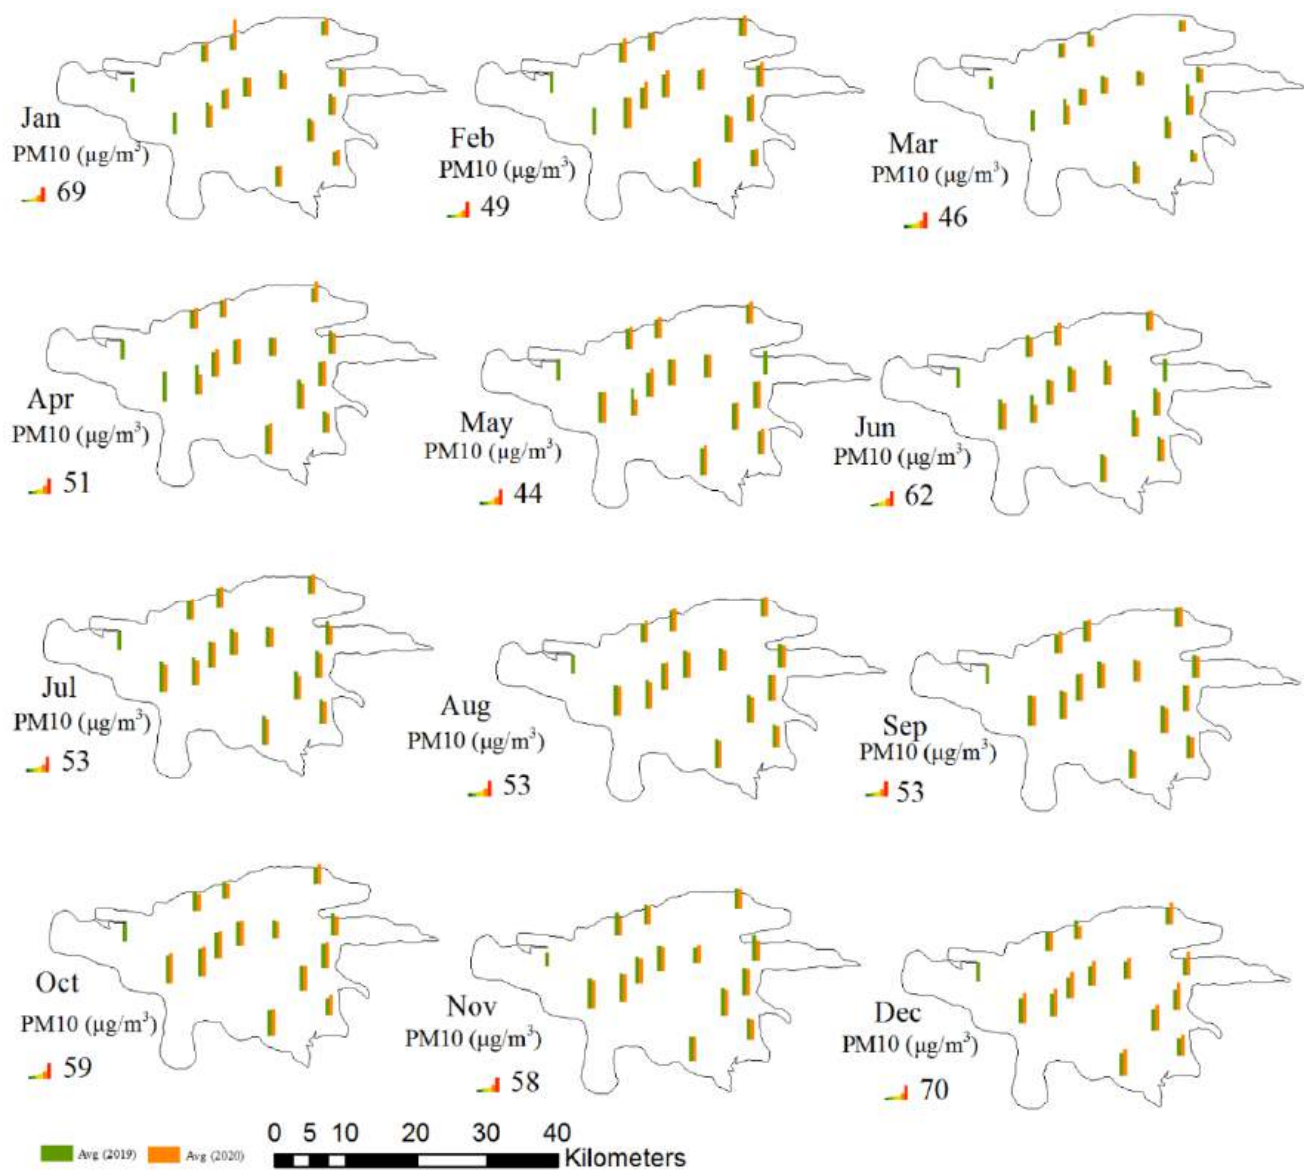 Jan
PM10 (µg/m³)
69
Feb
PM10 (µg/m³)
49
Mar
PM10 (µg/m³)
46
Apr
PM10 (µg/m³)
51
May
PM10 (µg/m³)
44
Jun
PM10 (µg/m³)
62
Jul
PM10 (µg/m³)
53
Aug
PM10 (µg/m³)
53
Sep
PM10 (µg/m³)
53
Oct
PM10 (µg/m³)
59
Nov
PM10 (µg/m³)
58
Dec
PM10 (µg/m³)
70
Avg (2019) Avg (2020)
0 5 10 20 30 40
Kilometers